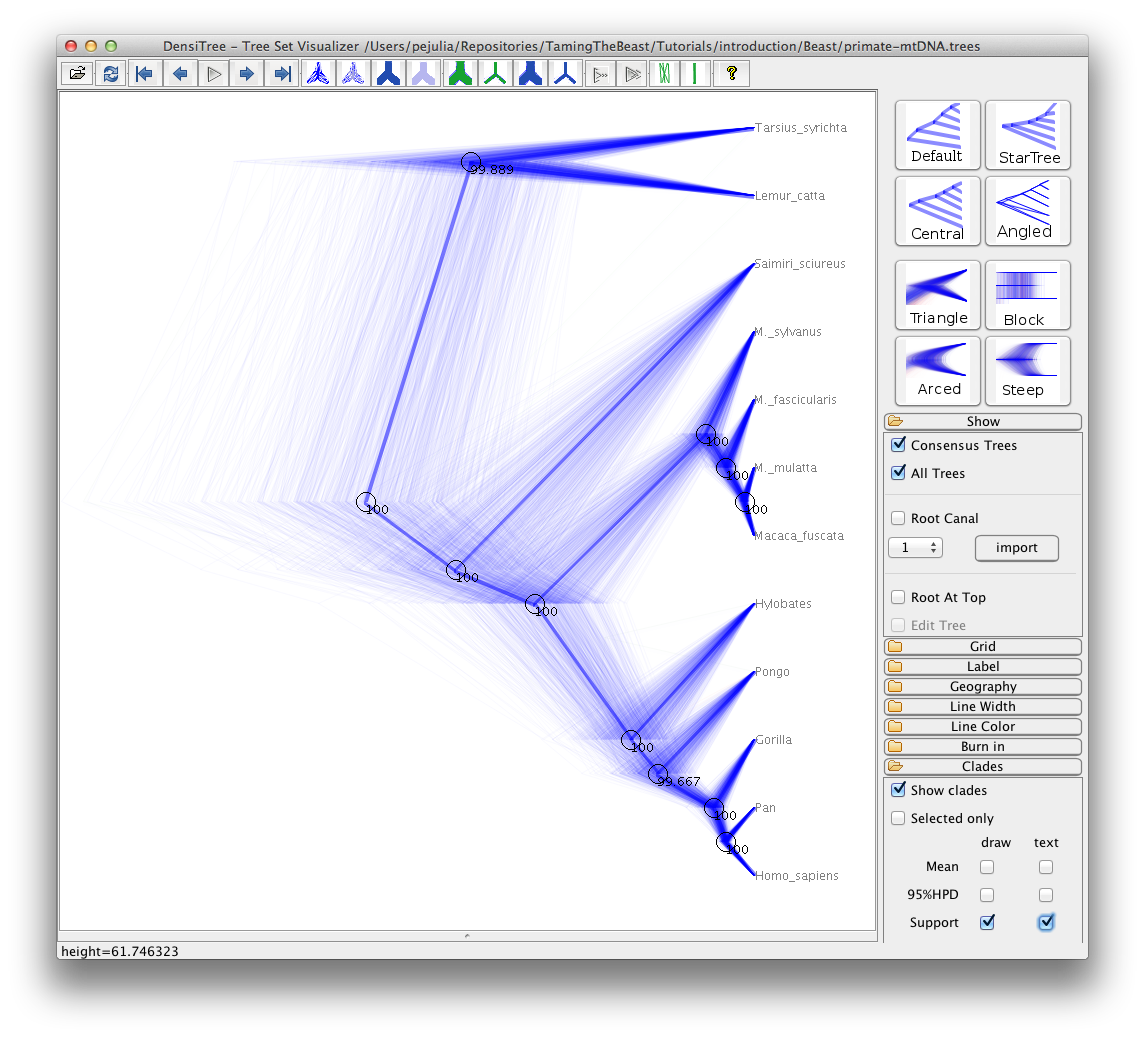 DensiTree - Tree Set Visualizer /Users/pejulia/Repositories/TamingTheBeast/Tutorials/introduction/Beast/primate-mtDNA.trees
?
Tarsius_syrichta
99.889
Lemur_catta
Saimiri_sciureus
M._sylvanus
M._fascicularis
100
M._mulatta
100
100
100
Macaca_fuscata
100
Hylobates
100
Pongo
Gorilla
100
99.667
Pan
100
100
Homo_sapiens
Default
StarTree
Central
Angled
Triangle
Block
Arced
Steep
Show
Consensus Trees
All Trees
Root Canal
1
import
Root At Top
Edit Tree
Grid
Label
Geography
Line Width
Line Color
Burn in
Clades
Show clades
Selected only
draw text
Mean
95%HPD
Support
height=61.746323